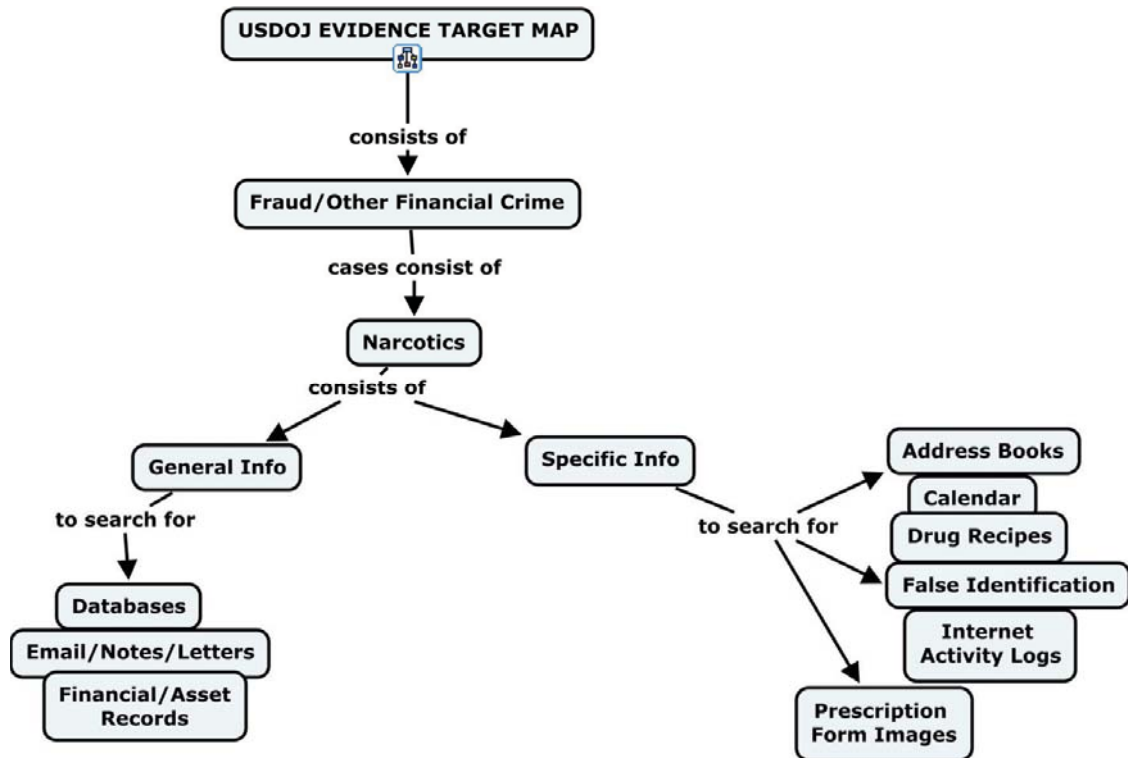 USDOJ EVIDENCE TARGET MAP
consists of
Fraud/Other Financial Crime
cases consist of
Narcotics
consists of
General Info
to search for
Databases
Email/Notes/Letters
Financial/Asset
Records
Specific Info
to search for
Address Books
Calendar
Drug Recipes
False Identification
Internet
Activity Logs
Prescription
Form Images